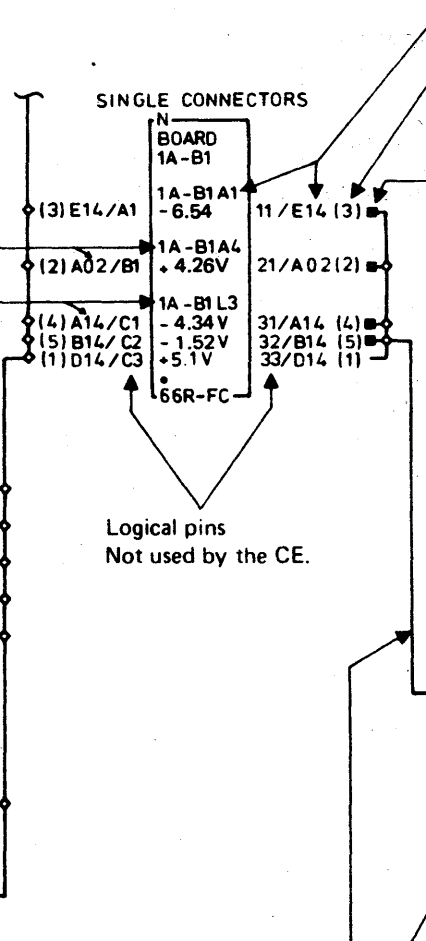 SINGLE CONNECTORS
N
BOARD
1A-B1
1A-B1A1
(3)E14/A1 -6.54 11/E14 (3)
1A-B1A4
(2)A02/B1 +4.26V 21/A02(2)
1A-B1L3
(4)A14/C1 -4.34V 31/A14 (4)
(5)B14/C2 -1.52V 32/B14 (5)
(1)D14/C3 +5.1V 33/D14 (1)
66R-FC
Logical pins
Not used by the CE.